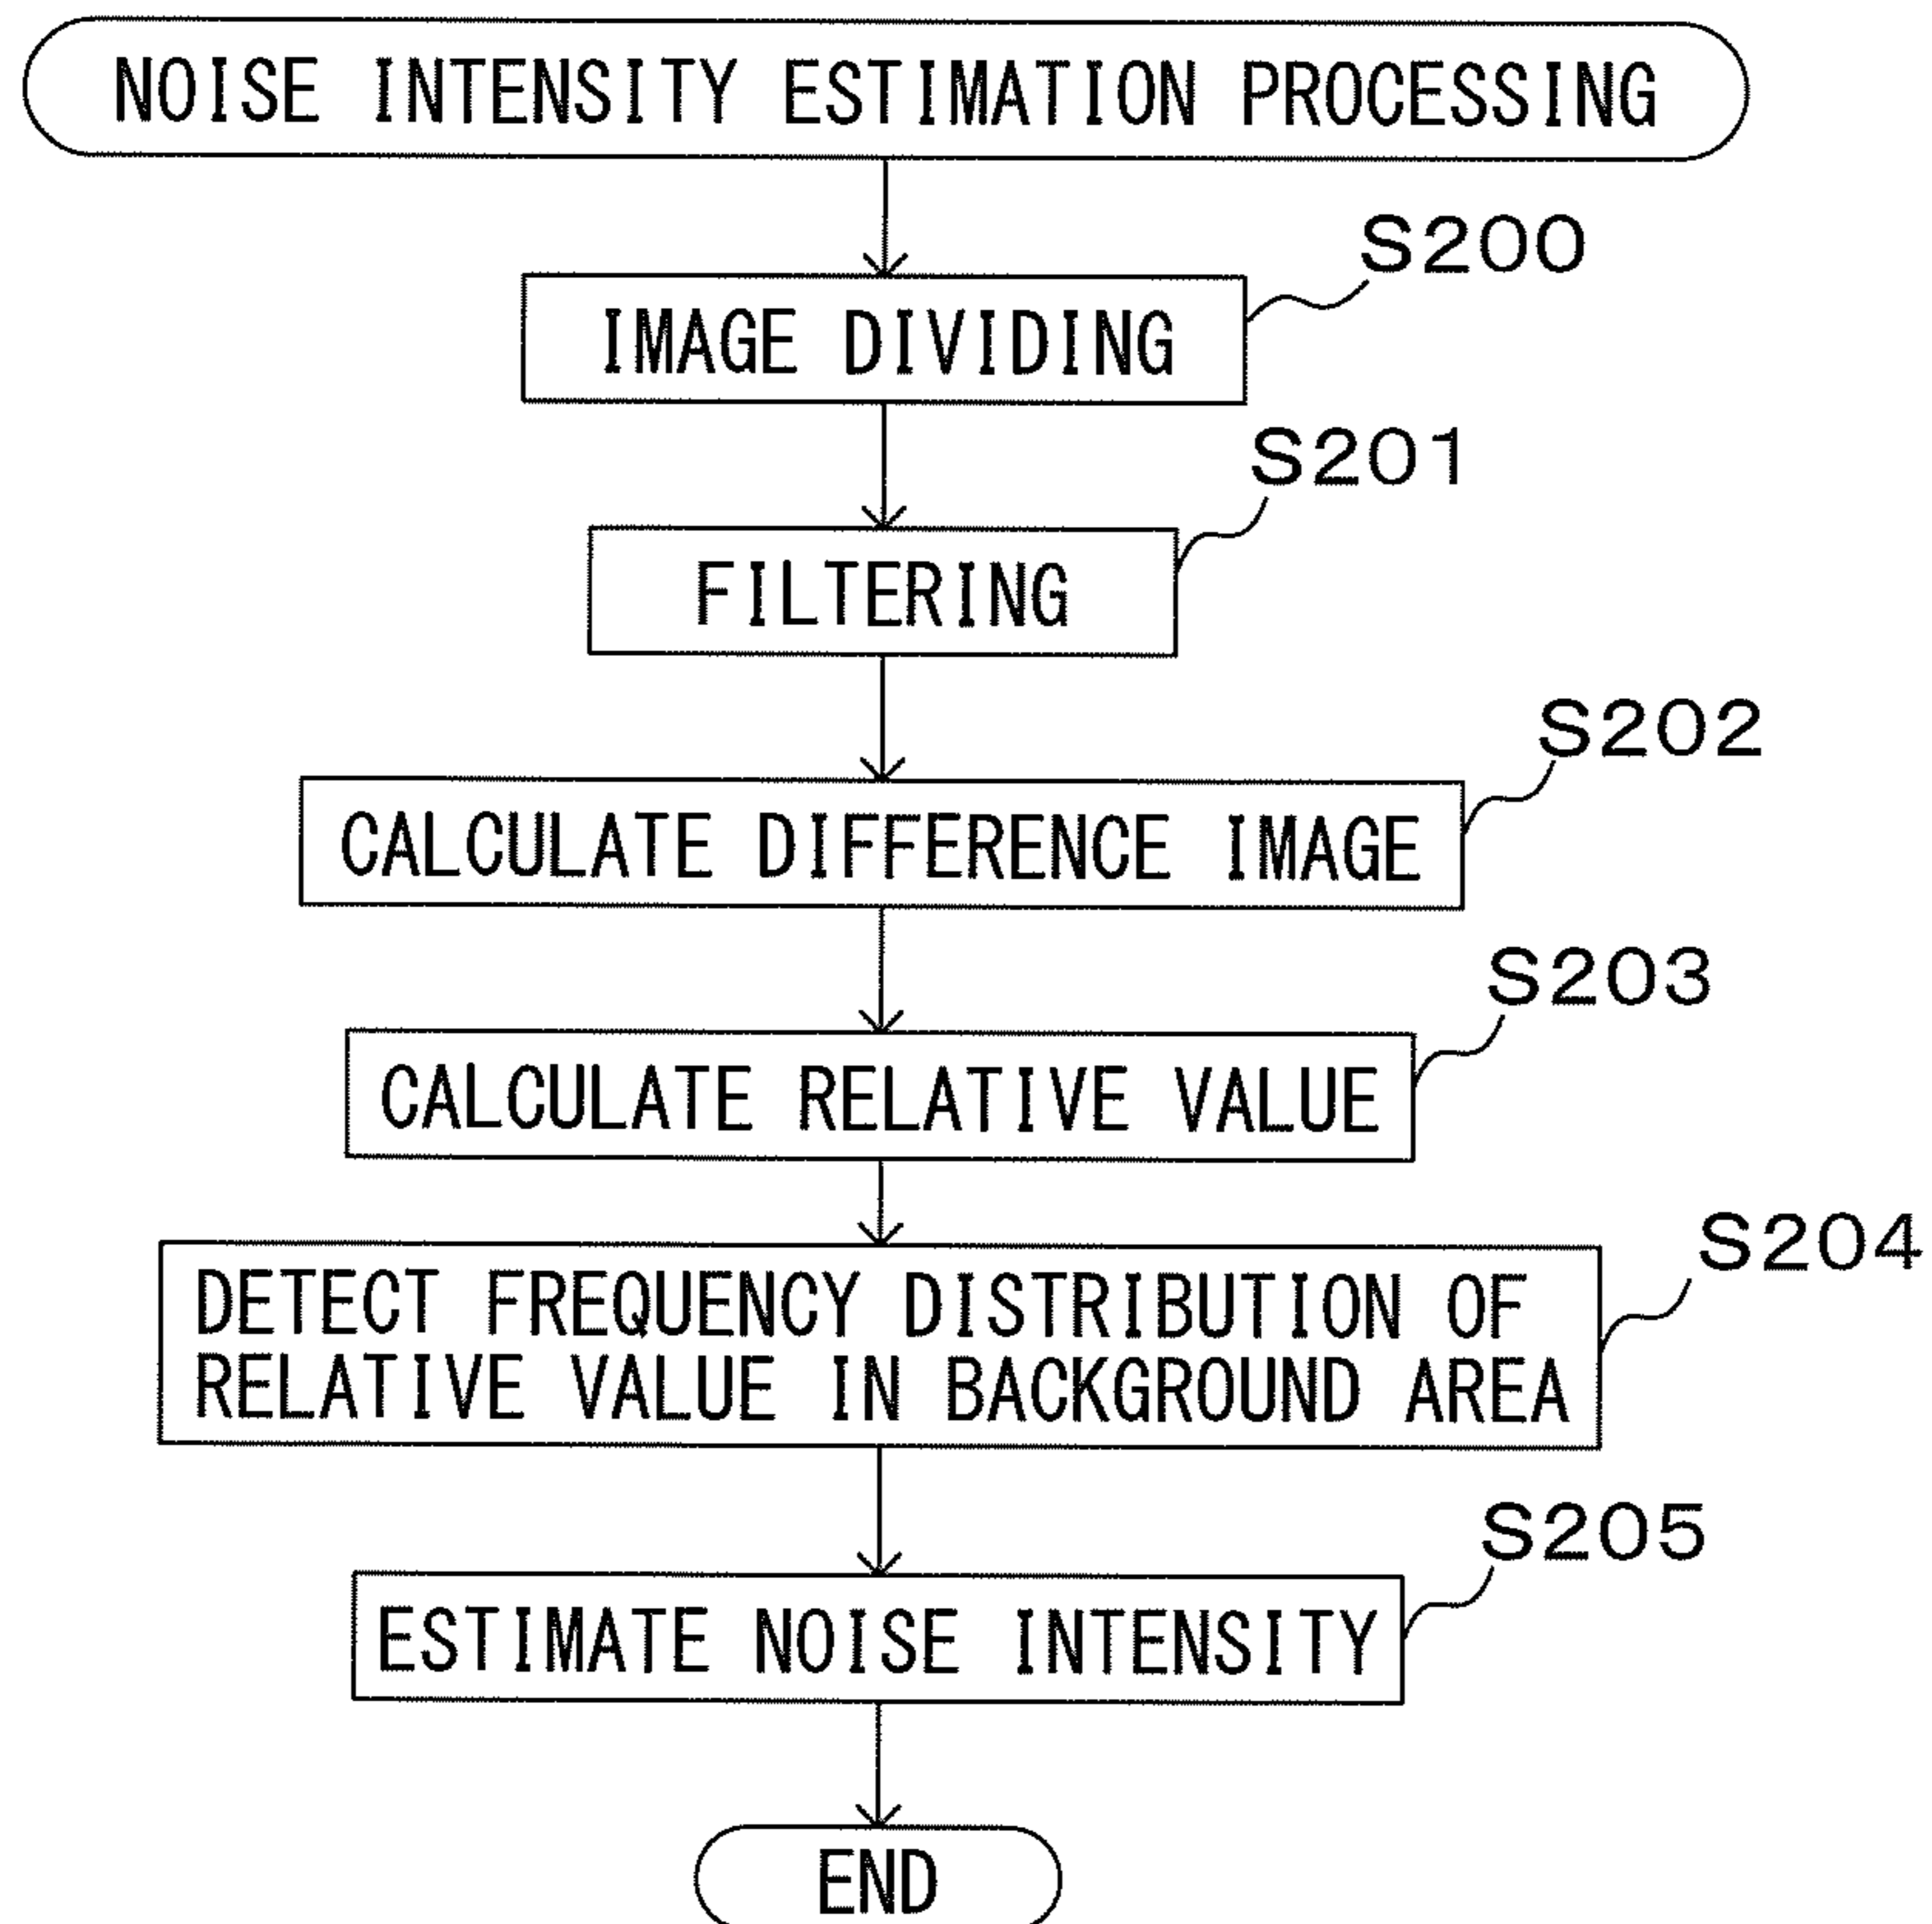 NOISE INTENSITY ESTIMATION PROCESSING
S200
IMAGE DIVIDING
S201
FILTERING
S202
CALCULATE DIFFERENCE IMAGE
S203
CALCULATE RELATIVE VALUE
S204
DETECT FREQUENCY DISTRIBUTION OF
RELATIVE VALUE IN BACKGROUND AREA
S205
ESTIMATE NOISE INTENSITY
END